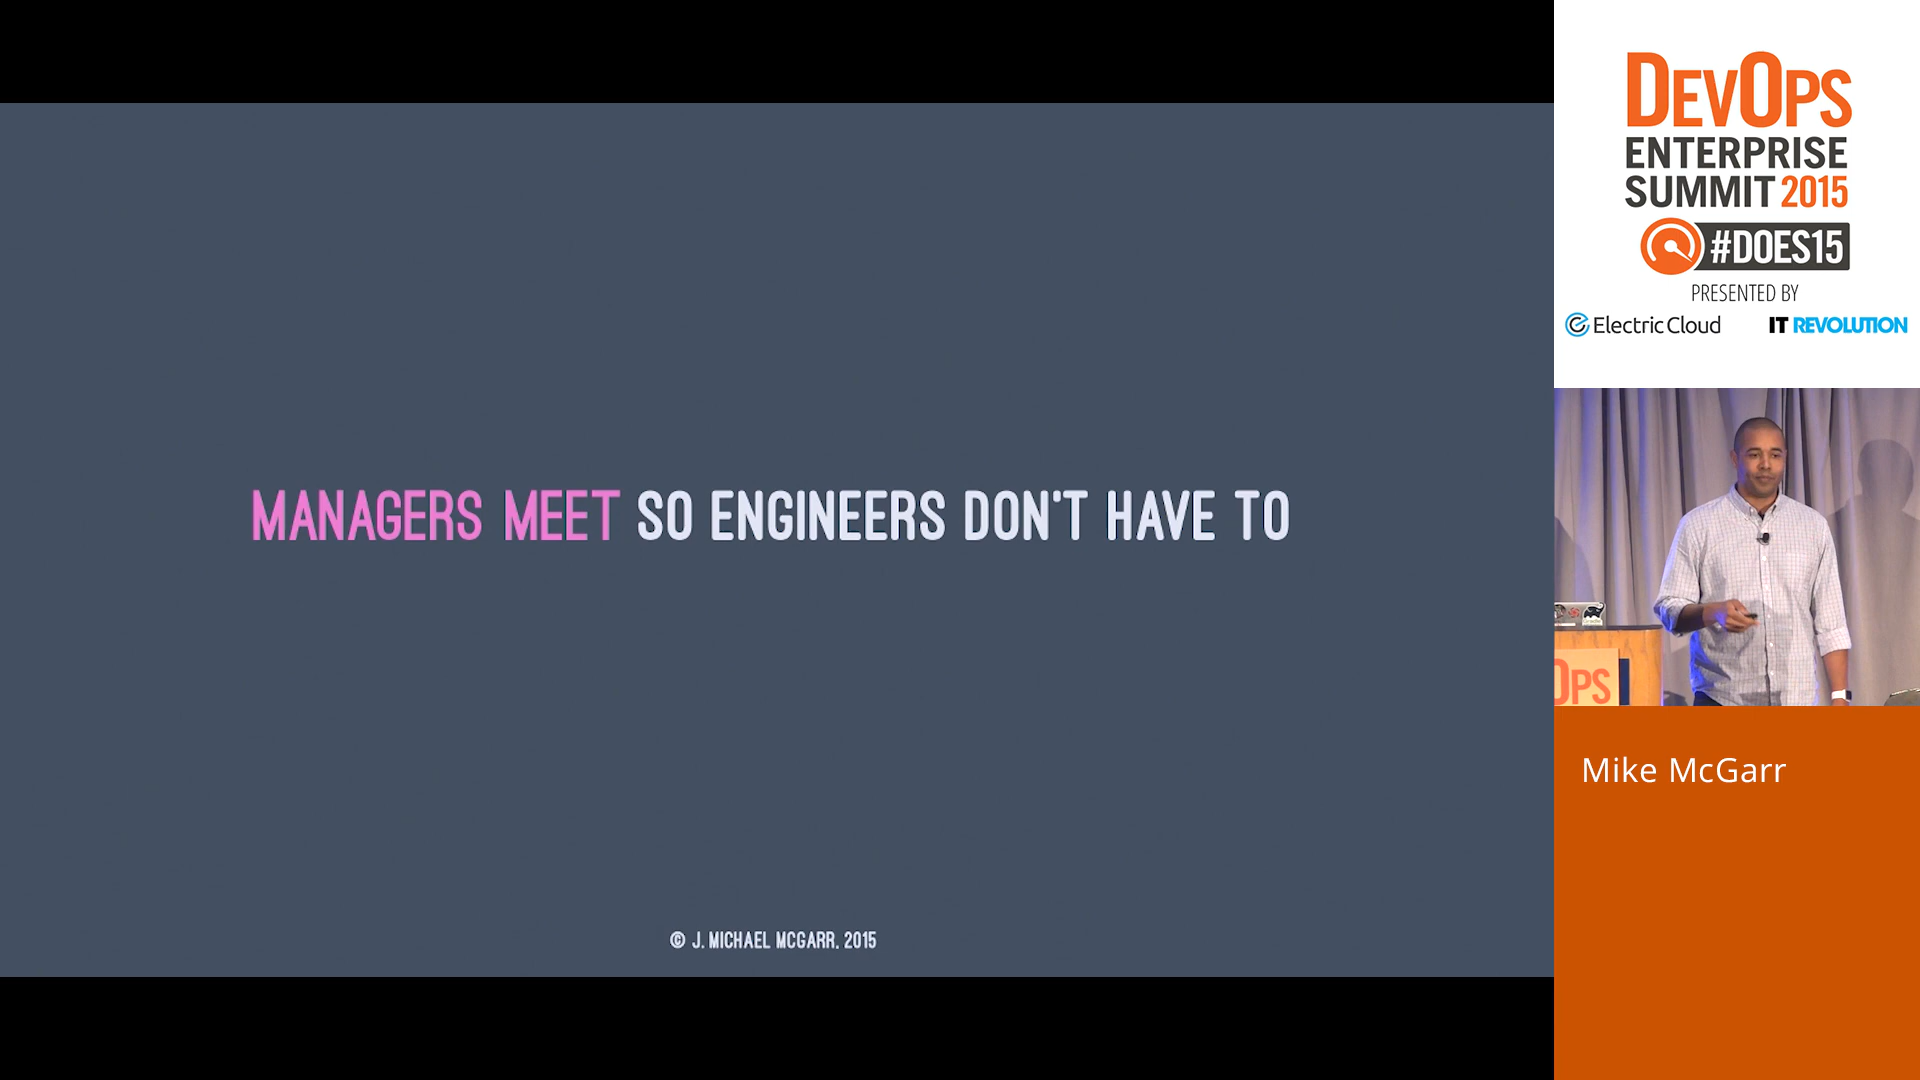 MANAGERS MEET SO ENGINEERS DON'T HAVE TO
© J. MICHAEL MCGARR. 2015
DEVOPS
ENTERPRISE
SUMMIT 2015
#DOES15
PRESENTED BY
Electric Cloud
IT REVOLUTION
OPS
Mike McGarr